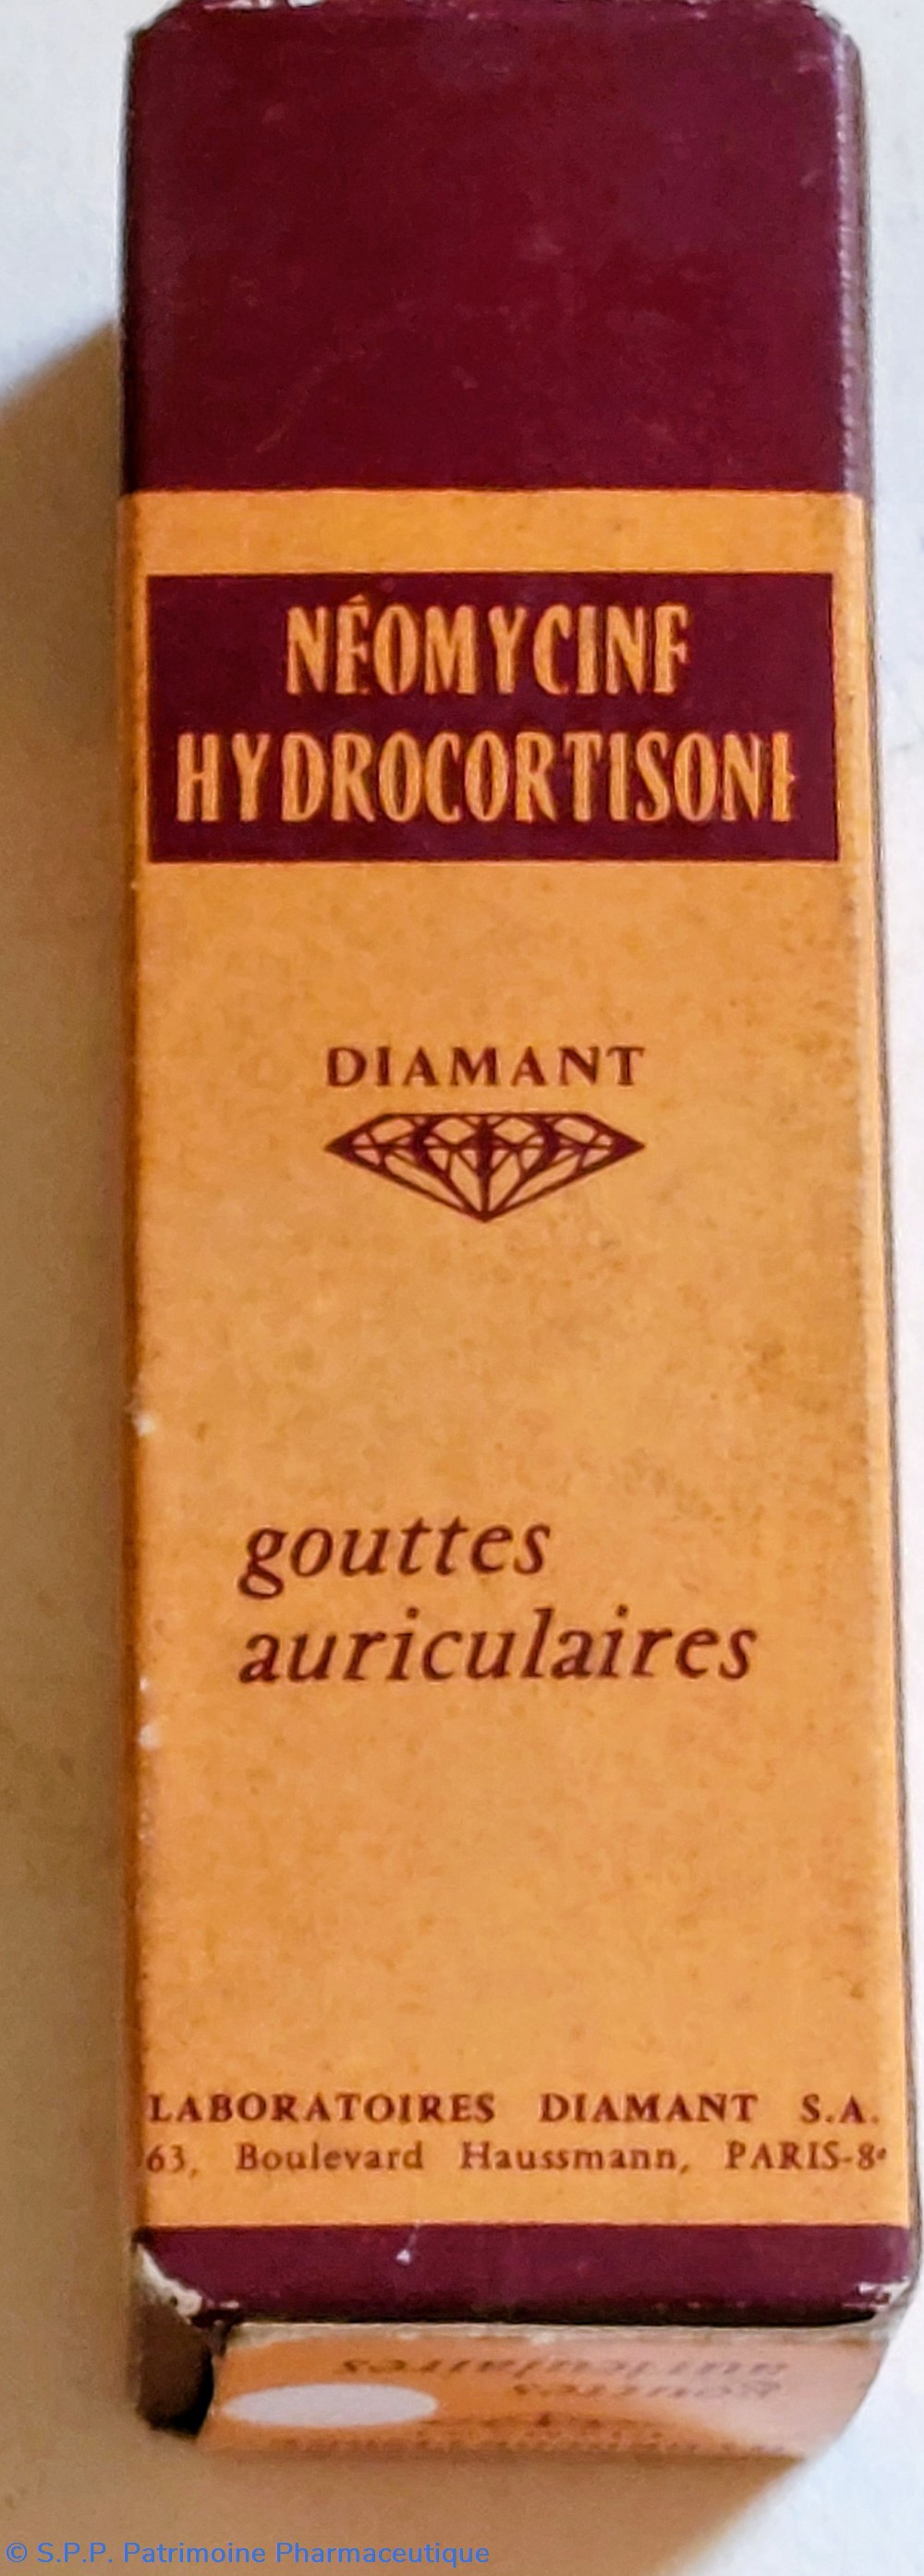 NÉOMYCINE
HYDROCORTISONE
DIAMANT
gouttes
auriculaires
LABORATOIRES DIAMANT S.A.
63, Boulevard Haussmann, PARIS-8e
auriculaires
gouttes
© S.P.P. Patrimoine Pharmaceutique